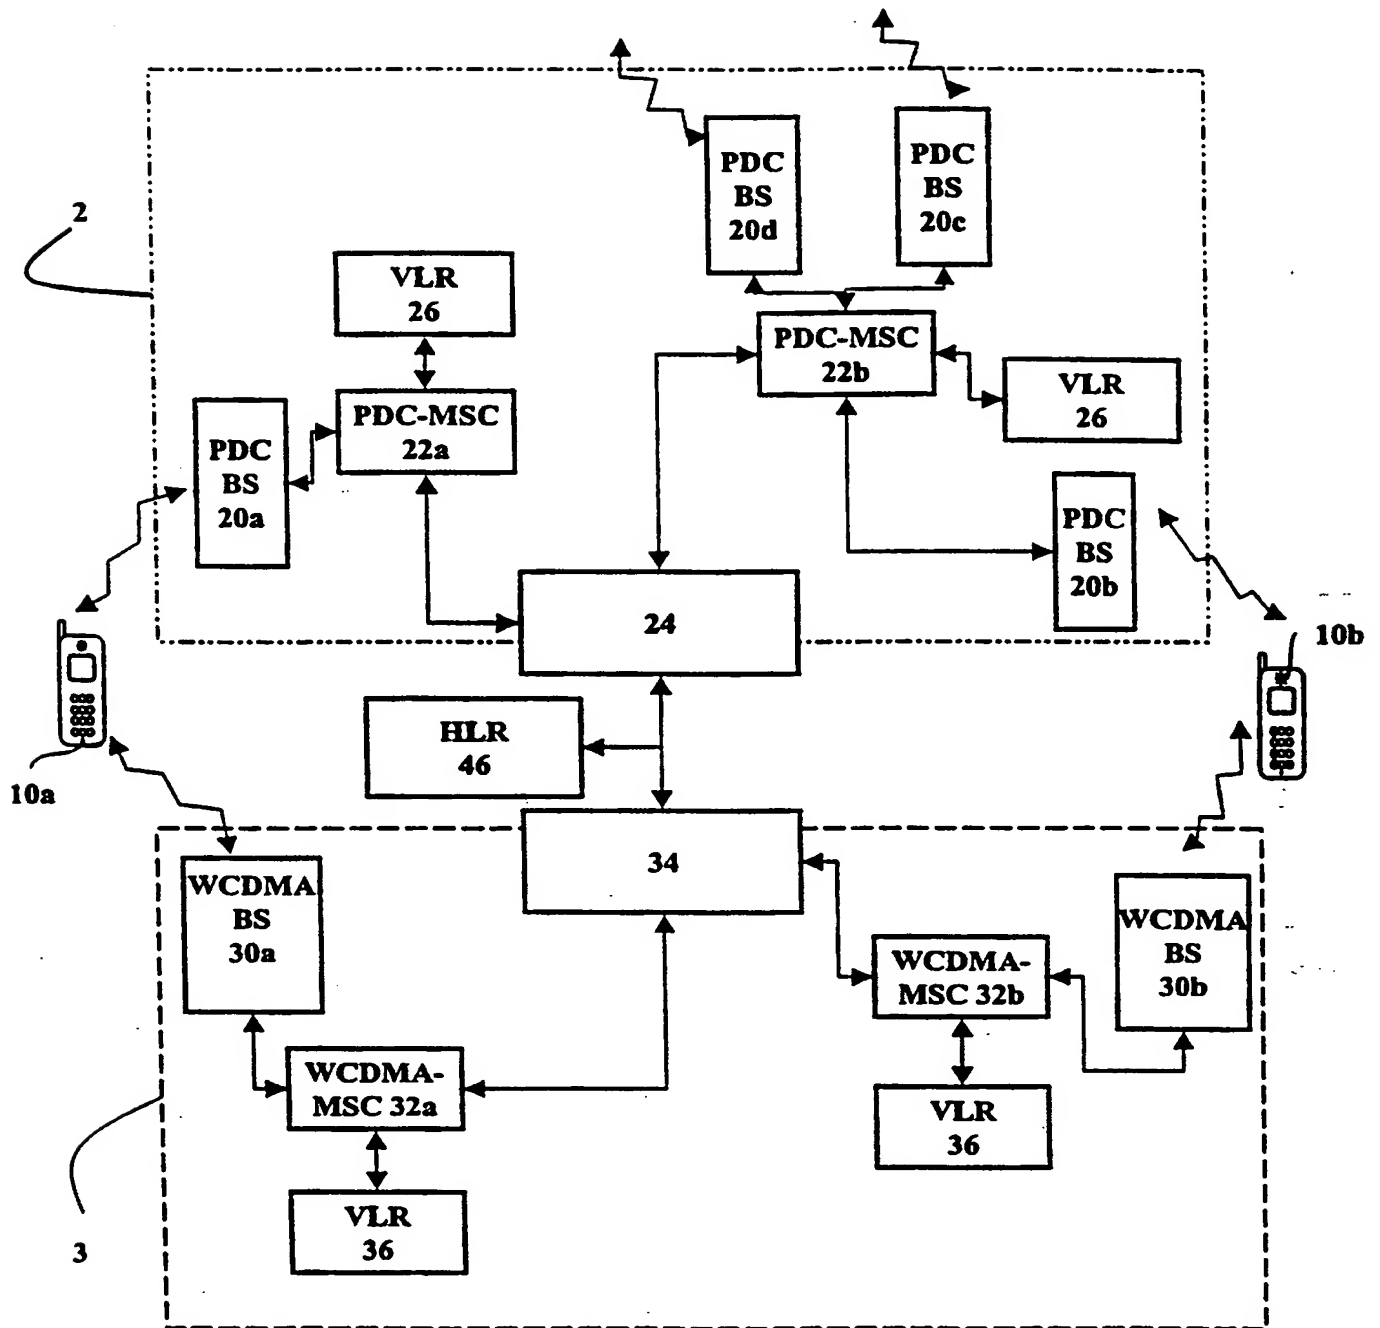 2
PDC
BS
20d
PDC
BS
20c
VLR
26
PDC-MSC
22b
VLR
26
PDC-MSC
22a
PDC
BS
20a
PDC
BS
20b
24
10b
HLR
46
10a
34
WCDMA
BS
30a
WCDMA
BS
30b
WCDMA-
MSC 32b
WCDMA-
MSC 32a
VLR
36
VLR
36
3